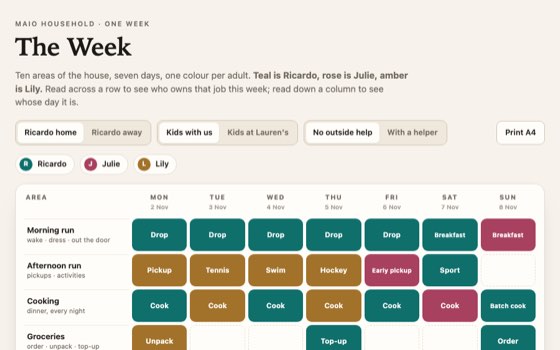 MAIO HOUSEHOLD · ONE WEEK
The Week
Ten areas of the house, seven days, one colour per adult. Teal is Ricardo, rose is Julie, amber
is Lily. Read across a row to see who owns that job this week; read down a column to see
whose day it is.
Ricardo home Ricardo away Kids with us Kids at Lauren's No outside help With a helper Print A4
R Ricardo J Julie L Lily
AREA MON TUE WED THU FRI SAT SUN
2 Nov 3 Nov 4 Nov 5 Nov 6 Nov 7 Nov 8 Nov
Morning run Drop Drop Drop Drop Drop Breakfast Breakfast
wake · dress · out the door
Afternoon run Pickup Tennis Swim Hockey Early pickup Sport
pickups · activities
Cooking Cook Cook Cook Cook Cook Cook Batch cook
dinner, every night
Groceries Unpack Top-up Order
order · unpack · top-up